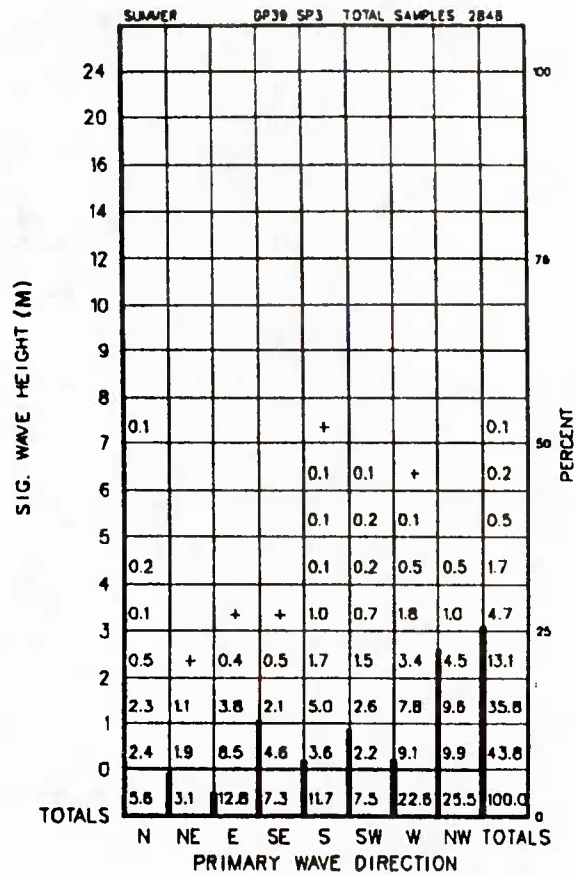 SUMMER GP39 SP3 TOTAL SAMPLES 2848
24 100
20
16
14
12 75
10
9
8
0.1 + 0.1
7 50
0.1 0.1 + 0.2
6
0.1 0.2 0.1 0.5
5
0.2 0.1 0.2 0.5 0.5 1.7
4
0.1 + + 1.0 0.7 1.8 1.0 4.7
3 25
0.5 + 0.4 0.5 1.7 1.5 3.4 4.5 13.1
2
2.3 1.1 3.8 2.1 5.0 2.6 7.8 9.6 35.8
1
2.4 1.9 8.5 4.6 3.6 2.2 9.1 9.9 43.8
0
TOTALS 5.6 3.1 12.8 7.3 11.7 7.5 22.8 25.5 100.0 0
N NE E SE S SW W NW TOTALS
PRIMARY WAVE DIRECTION
SIG. WAVE HEIGHT (M)
PERCENT